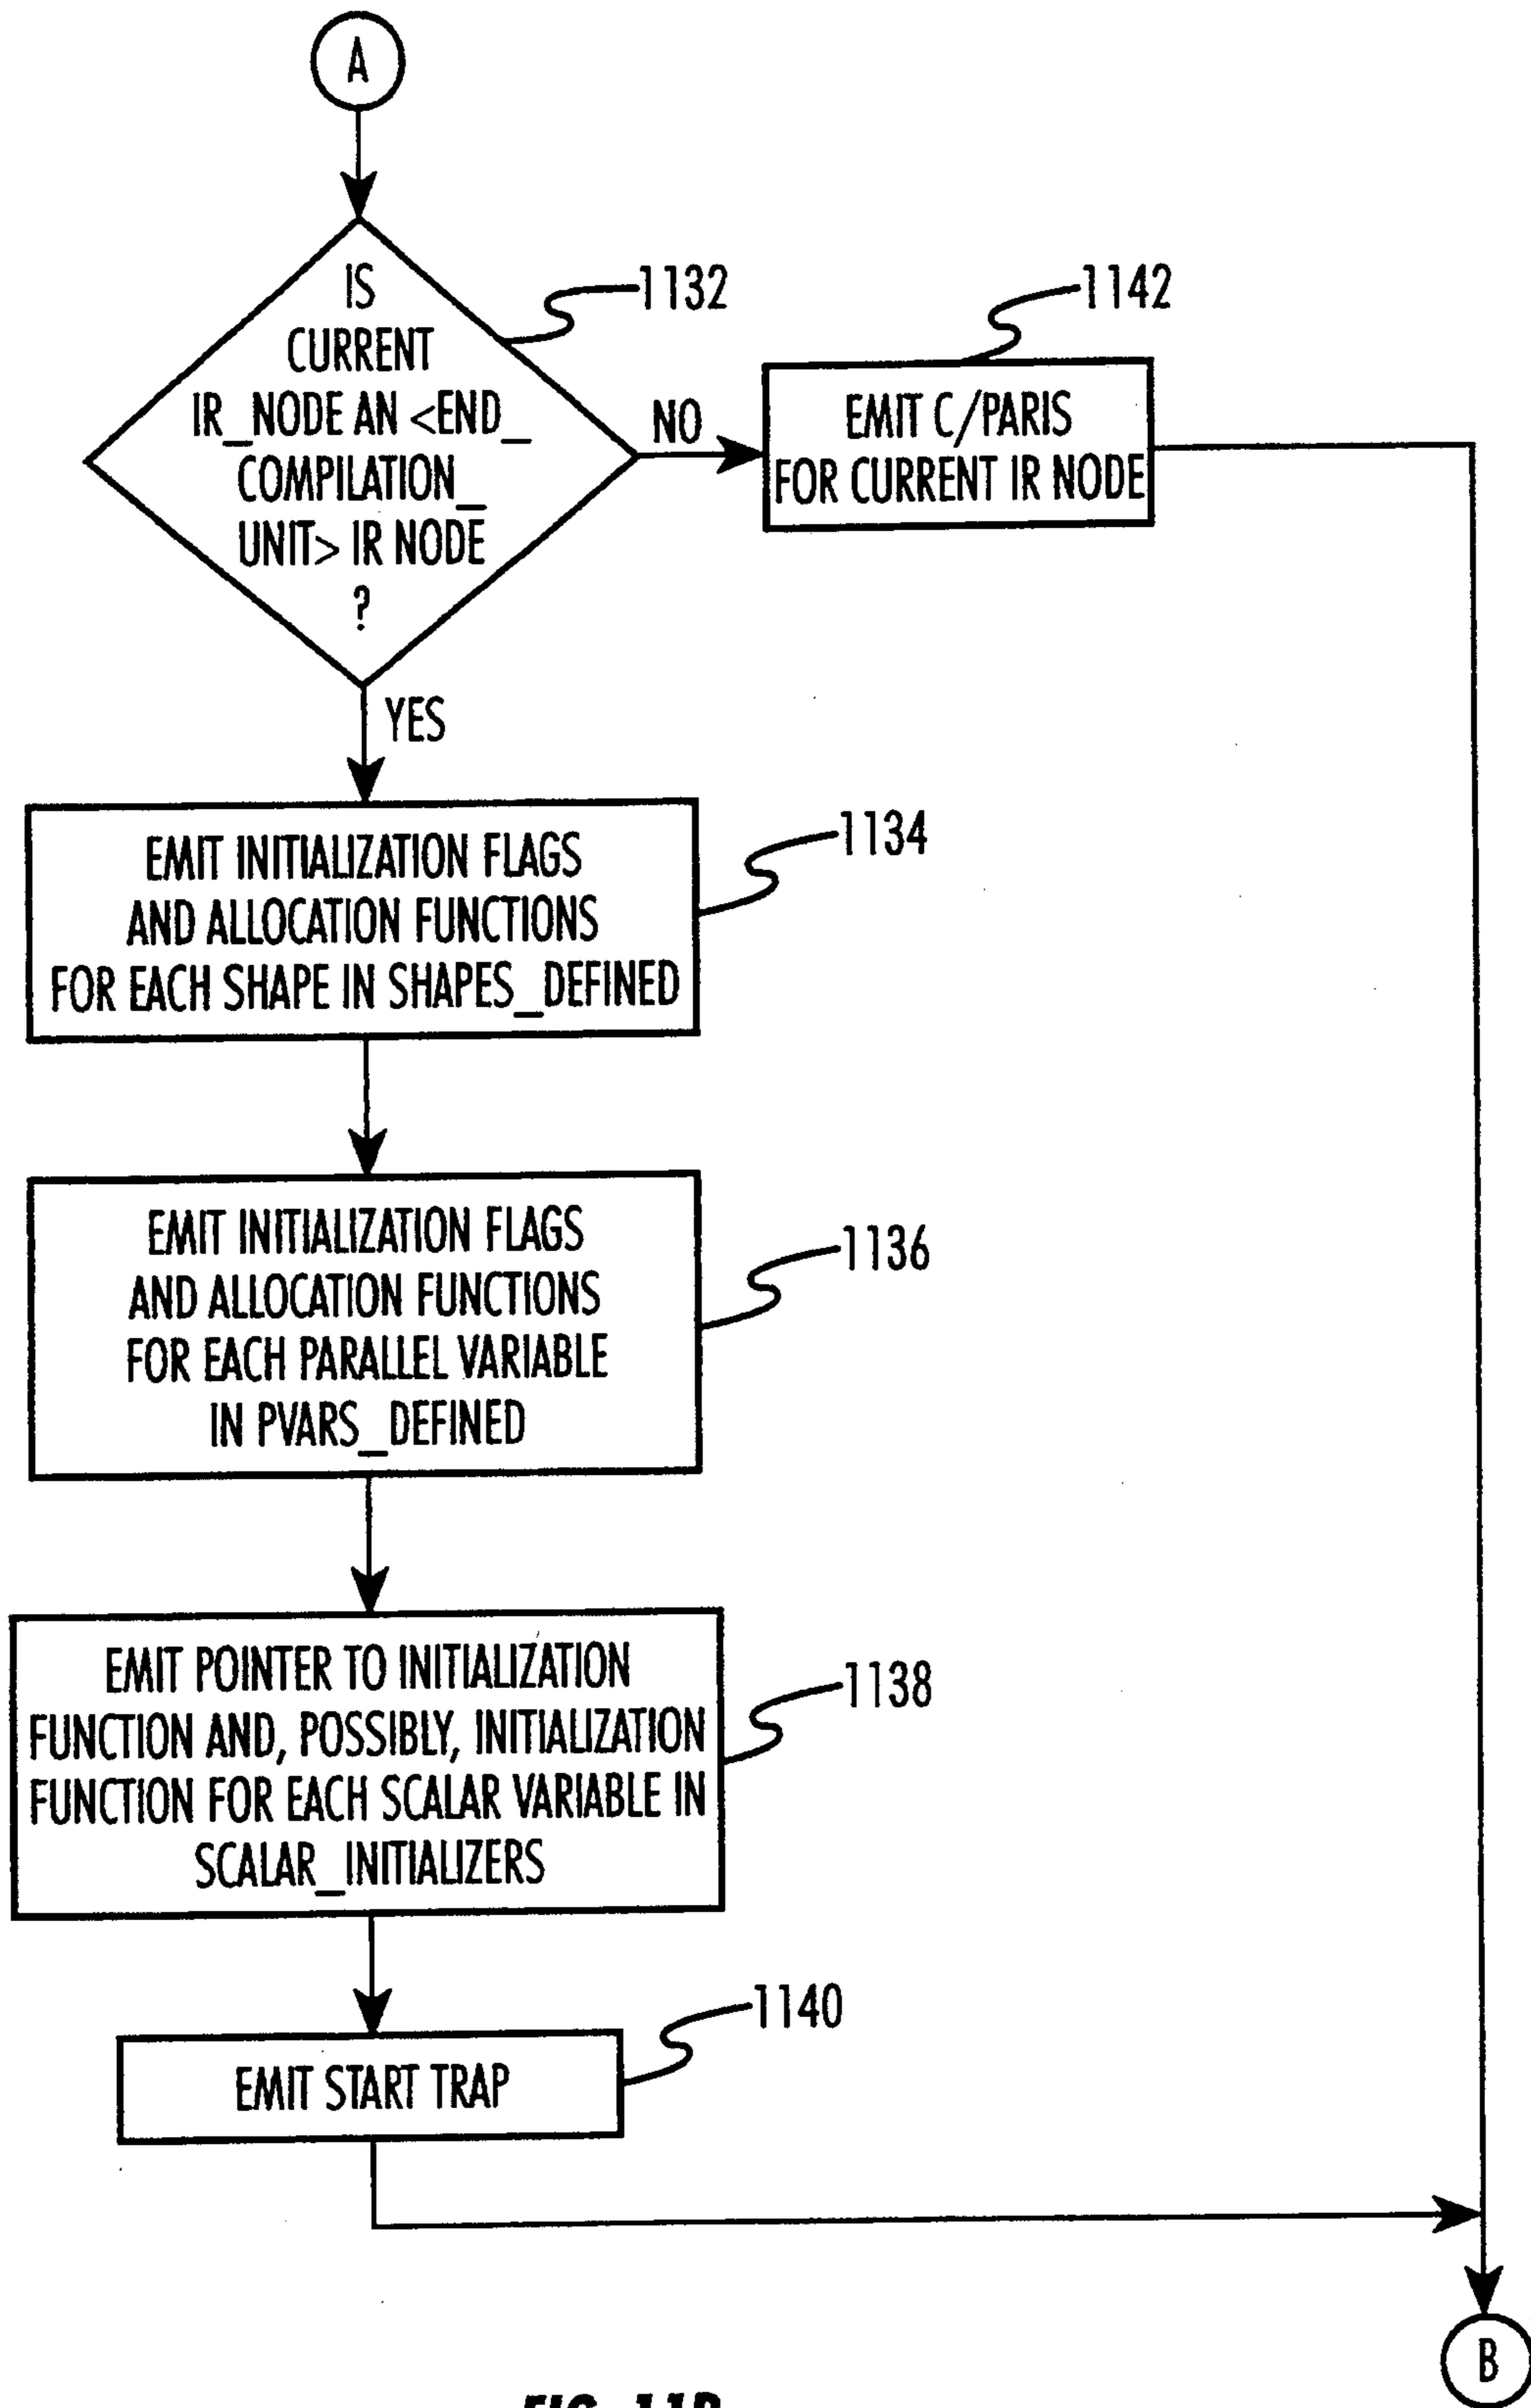 A
IS
CURRENT
IR_NODE AN <END_
COMPILATION_
UNIT> IR NODE
?
1132
NO
1142
EMIT C/PARIS
FOR CURRENT IR NODE
YES
EMIT INITIALIZATION FLAGS
AND ALLOCATION FUNCTIONS
FOR EACH SHAPE IN SHAPES_DEFINED
1134
EMIT INITIALIZATION FLAGS
AND ALLOCATION FUNCTIONS
FOR EACH PARALLEL VARIABLE
IN PVARS_DEFINED
1136
EMIT POINTER TO INITIALIZATION
FUNCTION AND, POSSIBLY, INITIALIZATION
FUNCTION FOR EACH SCALAR VARIABLE IN
SCALAR_INITIALIZERS
1138
EMIT START TRAP
1140
B